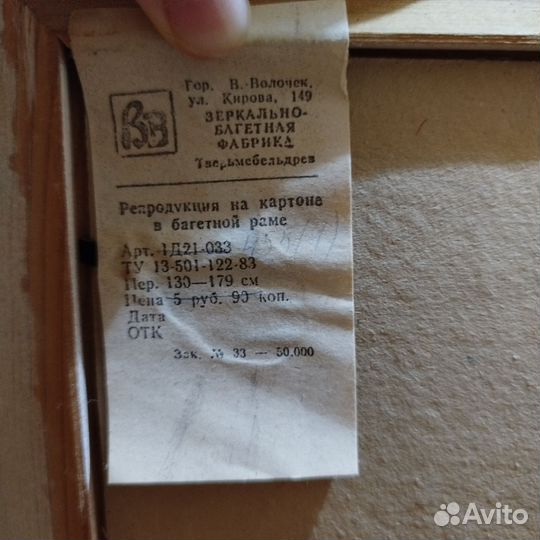 Гор. В.-Волочек,
ул. Кирова, 149
ЗЕРКАЛЬНО-
БАГЕТНАЯ
ФАБРИКА
Тверьмебельдрев
Репродукция на картоне
в багетной раме
Арт. 1Д21-033
ТУ 13-501-122-83
Пер. 130—179 см
Цена 5 руб. 90 коп.
Дата
ОТК
Зак. № 33 — 50.000
Avito